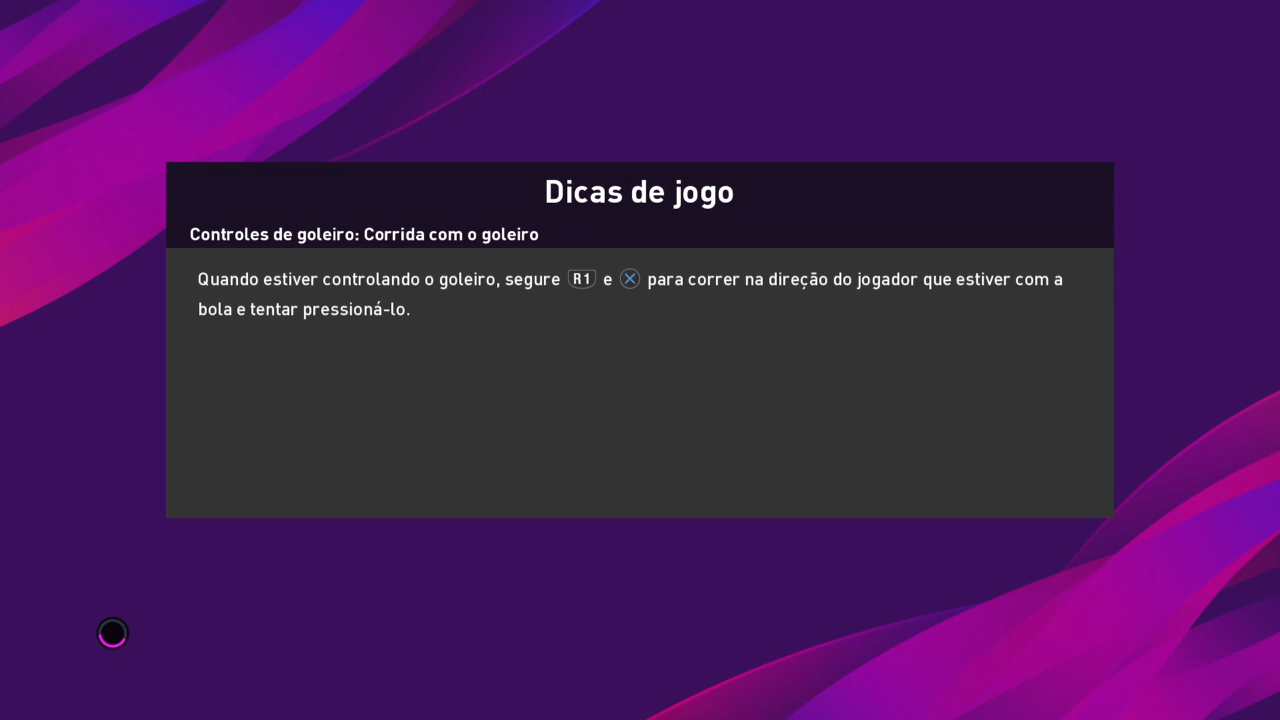 Dicas de jogo
Controles de goleiro: Corrida com o goleiro
Quando estiver controlando o goleiro, segure R1 e ✕ para correr na direção do jogador que estiver com a
bola e tentar pressioná-lo.